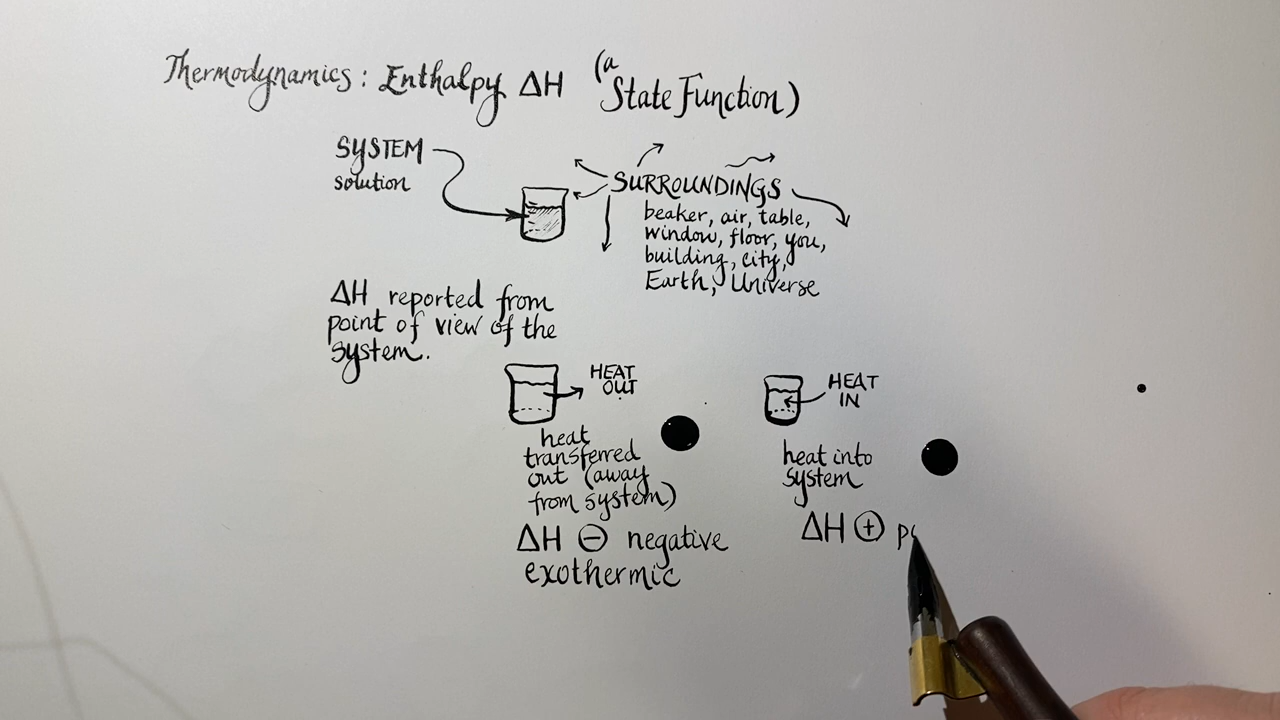 Thermodynamics: Enthalpy ΔH (a State Function)
SYSTEM
solution
SURROUNDINGS
beaker, air, table,
window, floor, you,
building, city,
Earth, Universe
ΔH reported from
point of view of the
system.
HEAT
OUT
heat
transferred
out (away
from system)
ΔH ⊖ negative
exothermic
HEAT
IN
heat into
system
ΔH ⊕